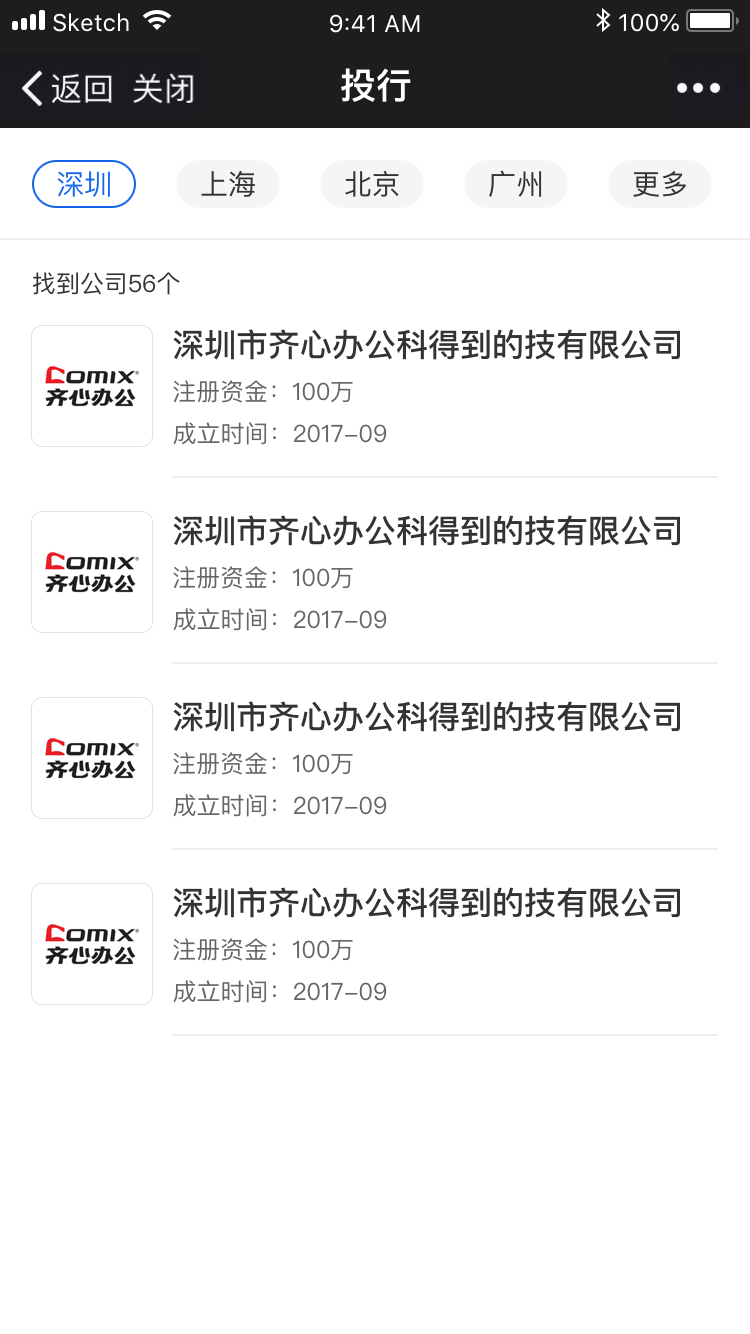 Sketch 9:41 AM 100%
返回 关闭 投行
深圳 上海 北京 广州 更多
找到公司56个
COMIX
齐心办公
深圳市齐心办公科得到的技有限公司
注册资金：100万
成立时间：2017-09
COMIX
齐心办公
深圳市齐心办公科得到的技有限公司
注册资金：100万
成立时间：2017-09
COMIX
齐心办公
深圳市齐心办公科得到的技有限公司
注册资金：100万
成立时间：2017-09
COMIX
齐心办公
深圳市齐心办公科得到的技有限公司
注册资金：100万
成立时间：2017-09